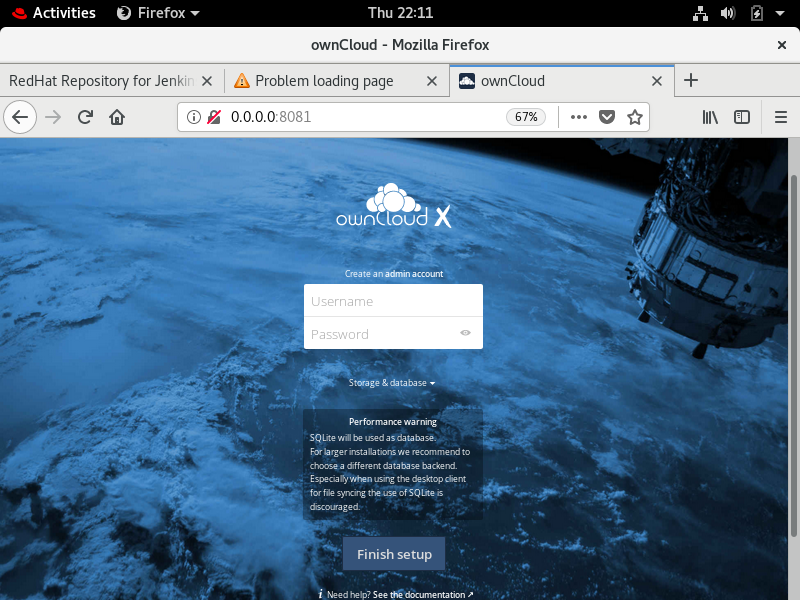 Activities Firefox Thu 22:11
ownCloud - Mozilla Firefox
RedHat Repository for Jenkin Problem loading page ownCloud
0.0.0.0:8081 67%
ownCloud X
Create an admin account
Username
Password
Storage & database
Performance warning
SQLite will be used as database.
For larger installations we recommend to
choose a different database backend.
Especially when using the desktop client
for file syncing the use of SQLite is
discouraged.
Finish setup
i Need help? See the documentation ↗